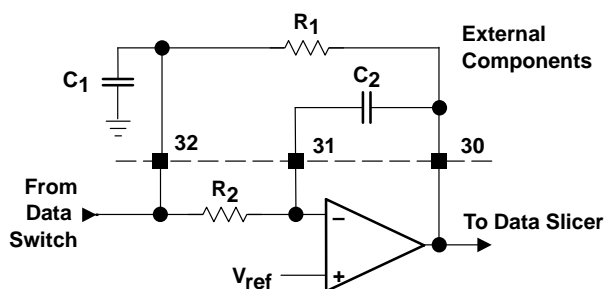 R1
External
Components
C1
C2
32
31
30
From
Data
Switch
R2
−
To Data Slicer
Vref
+